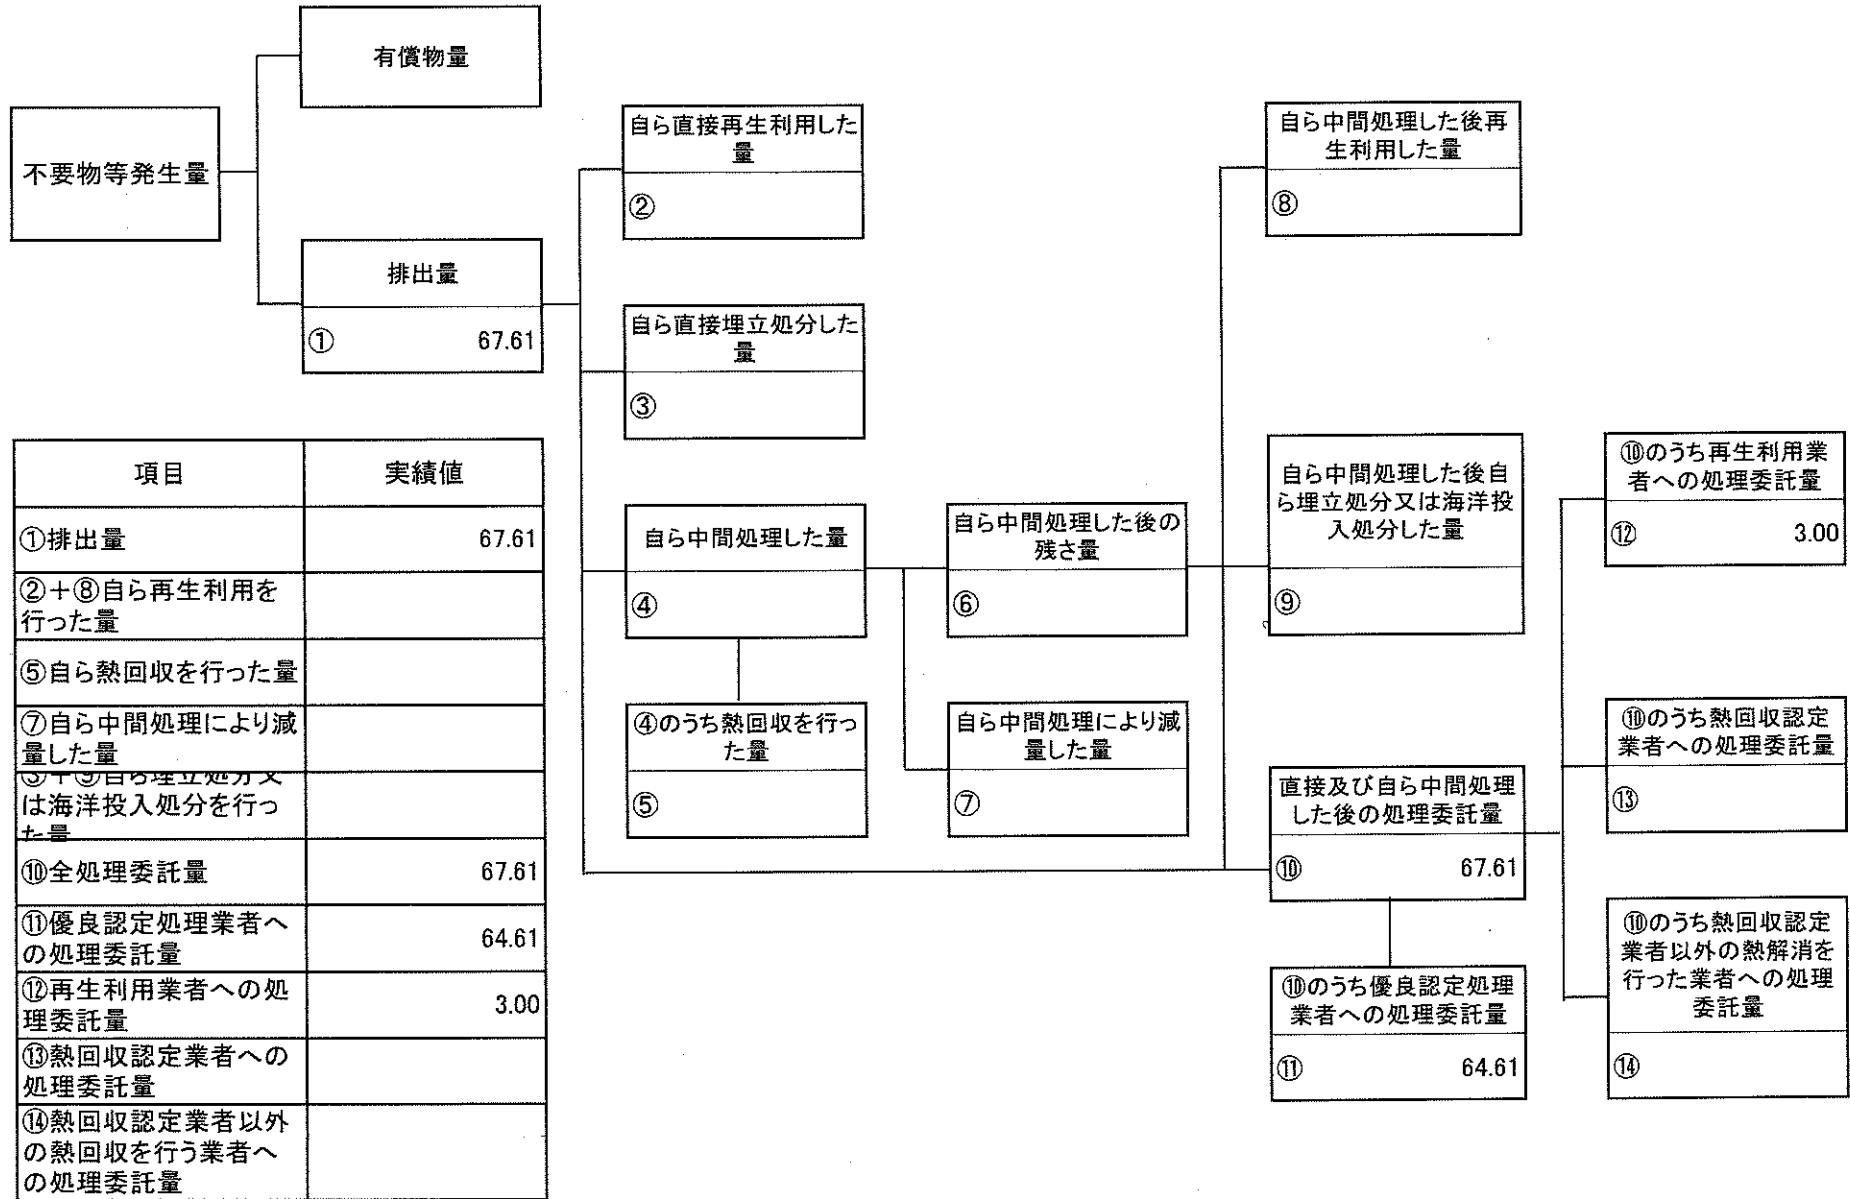 有償物量
不要物等発生量
排出量
① 67.61
自ら直接再生利用した
量
②
自ら直接埋立処分した
量
③
自ら中間処理した量
④
④のうち熱回収を行っ
た量
⑤
自ら中間処理した後の
残さ量
⑥
自ら中間処理により減
量した量
⑦
自ら中間処理した後再
生利用した量
⑧
自ら中間処理した後自
ら埋立処分又は海洋投
入処分した量
⑨
直接及び自ら中間処理
した後の処理委託量
⑩ 67.61
⑩のうち優良認定処理
業者への処理委託量
⑪ 64.61
⑩のうち再生利用業
者への処理委託量
⑫ 3.00
⑩のうち熱回収認定
業者への処理委託量
⑬
⑩のうち熱回収認定
業者以外の熱解消を
行った業者への処理
委託量
⑭
項目 実績値
①排出量 67.61
②+⑧自ら再生利用を
行った量
⑤自ら熱回収を行った量
⑦自ら中間処理により減
量した量
③+⑨自ら埋立処分又
は海洋投入処分を行っ
た量
⑩全処理委託量 67.61
⑪優良認定処理業者へ
の処理委託量 64.61
⑫再生利用業者への処
理委託量 3.00
⑬熱回収認定業者への
処理委託量
⑭熱回収認定業者以外
の熱回収を行う業者へ
の処理委託量